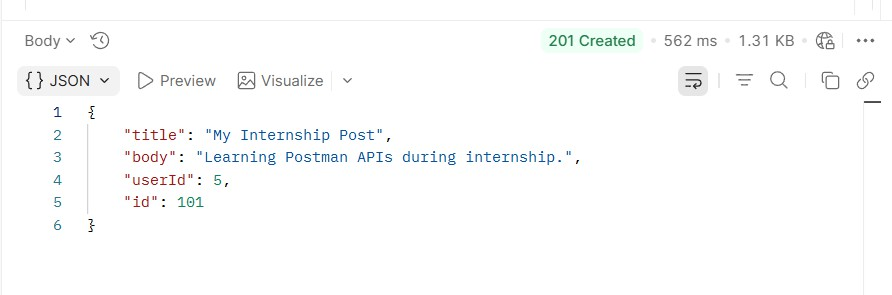 Body 201 Created • 562 ms • 1.31 KB •
{} JSON Preview Visualize
1 {
2 "title": "My Internship Post",
3 "body": "Learning Postman APIs during internship.",
4 "userId": 5,
5 "id": 101
6 }